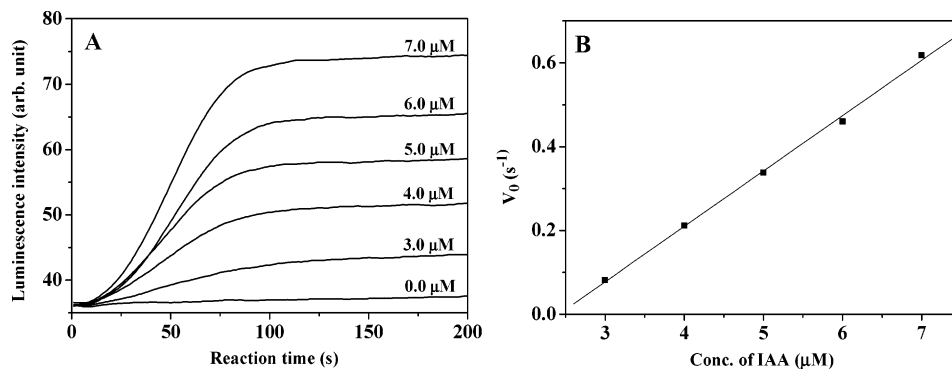 A
Luminescence intensity (arb. unit)
80
70
60
50
40
7.0 μM
6.0 μM
5.0 μM
4.0 μM
3.0 μM
0.0 μM
0
50
100
150
200
Reaction time (s)
B
V0 (s-1)
0.6
0.4
0.2
0.0
3
4
5
6
7
Conc. of IAA (μM)